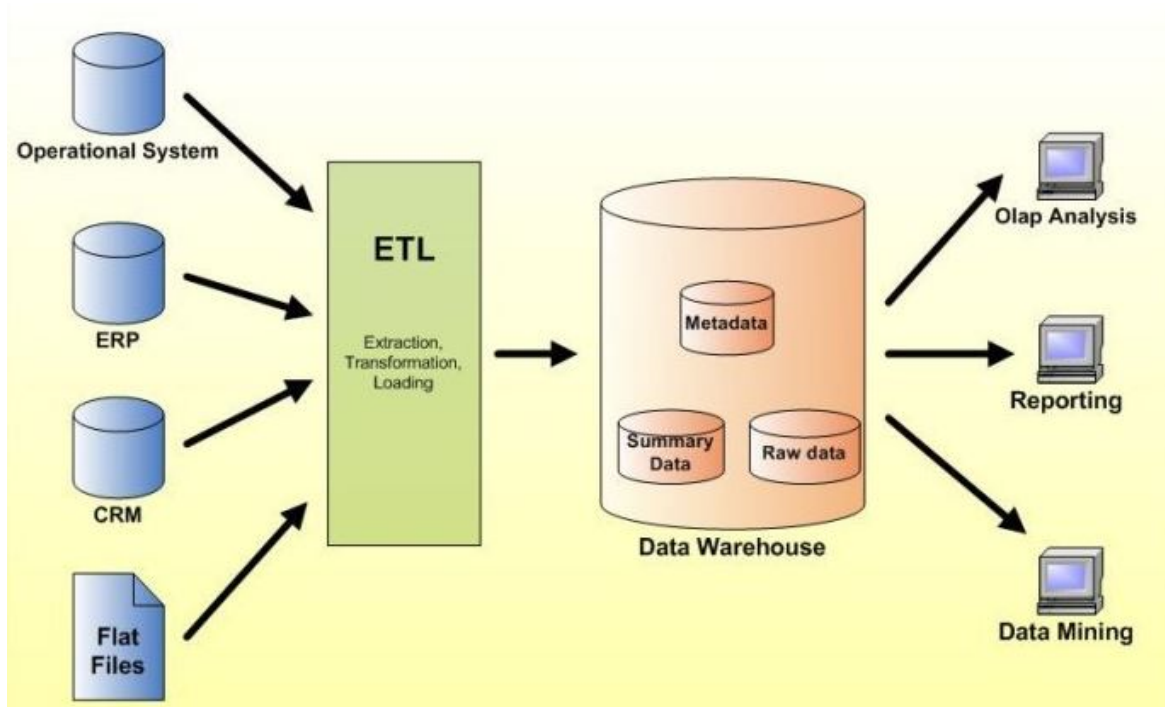 Operational System
ERP
CRM
Flat
Files
ETL
Extraction,
Transformation,
Loading
Metadata
Summary
Data
Raw data
Data Warehouse
Olap Analysis
Reporting
Data Mining